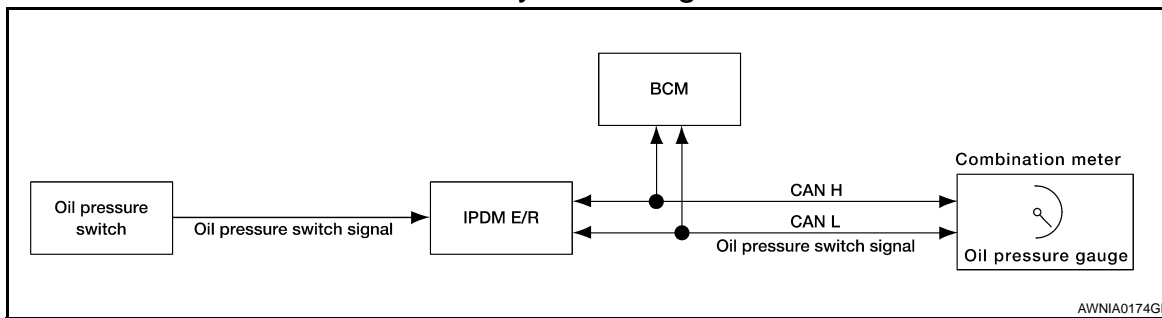 BCM
Combination meter
Oil pressure
switch
Oil pressure switch signal
IPDM E/R
CAN H
CAN L
Oil pressure switch signal
Oil pressure gauge